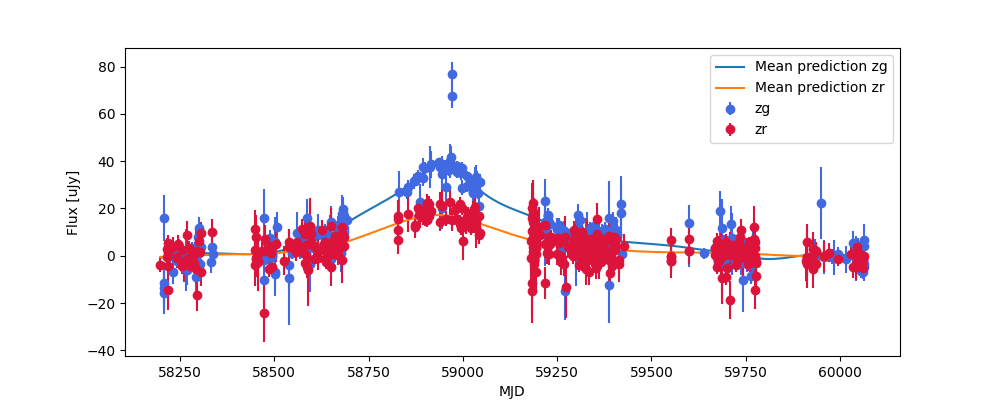 80
60
40
20
0
−20
−40
Flux [uJy]
Mean prediction zg
Mean prediction zr
zg
zr
58250
58500
58750
59000
59250
59500
59750
60000
MJD